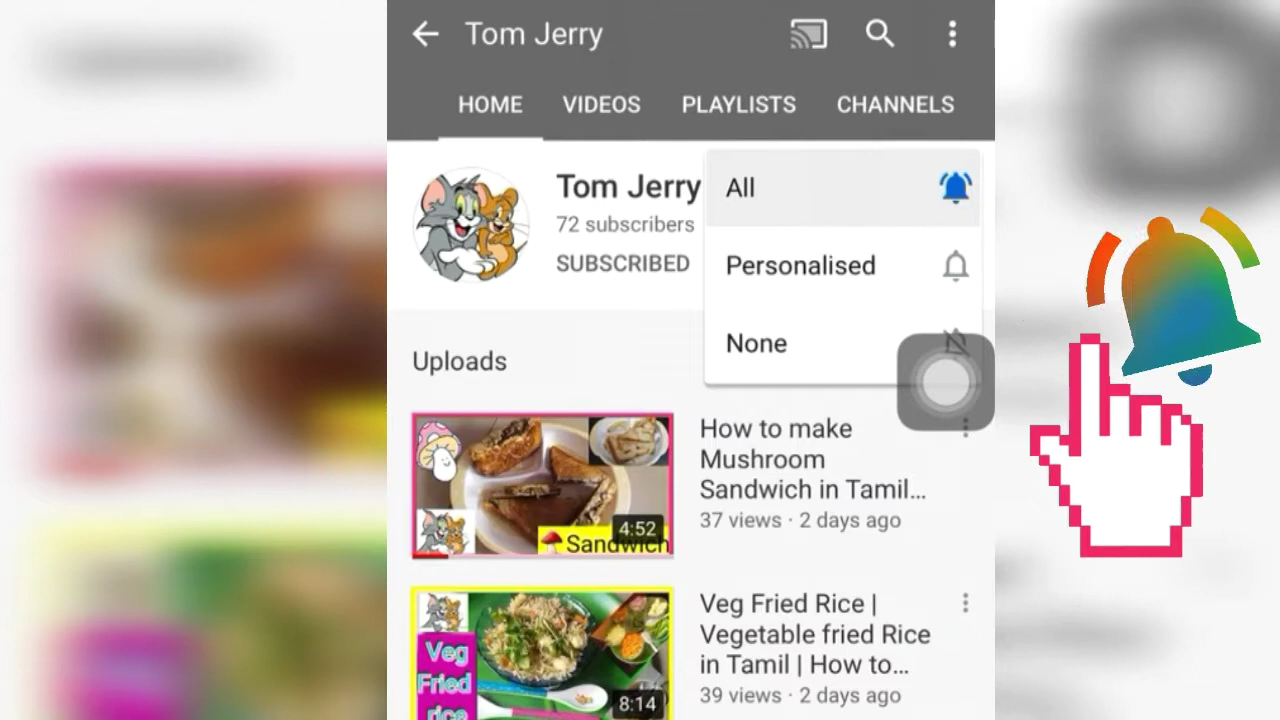 Tom Jerry
HOME VIDEOS PLAYLISTS CHANNELS
Tom Jerry
72 subscribers
SUBSCRIBED
All
Personalised
None
Uploads
How to make
Mushroom
Sandwich in Tamil...
37 views · 2 days ago
4:52
Sandwich
Veg Fried Rice |
Vegetable fried Rice
in Tamil | How to...
39 views · 2 days ago
Veg
Fried
rice
8:14